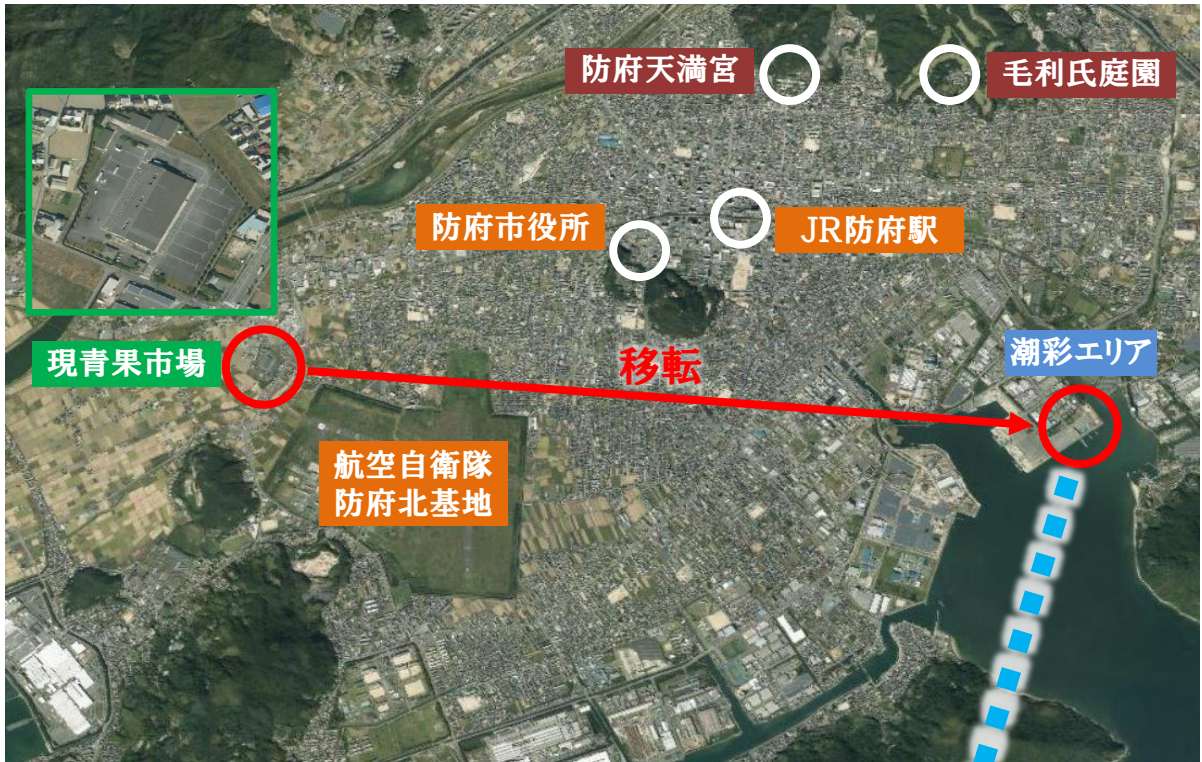 防府天満宮
毛利氏庭園
防府市役所
JR防府駅
現青果市場
移転
潮彩エリア
航空自衛隊
防府北基地